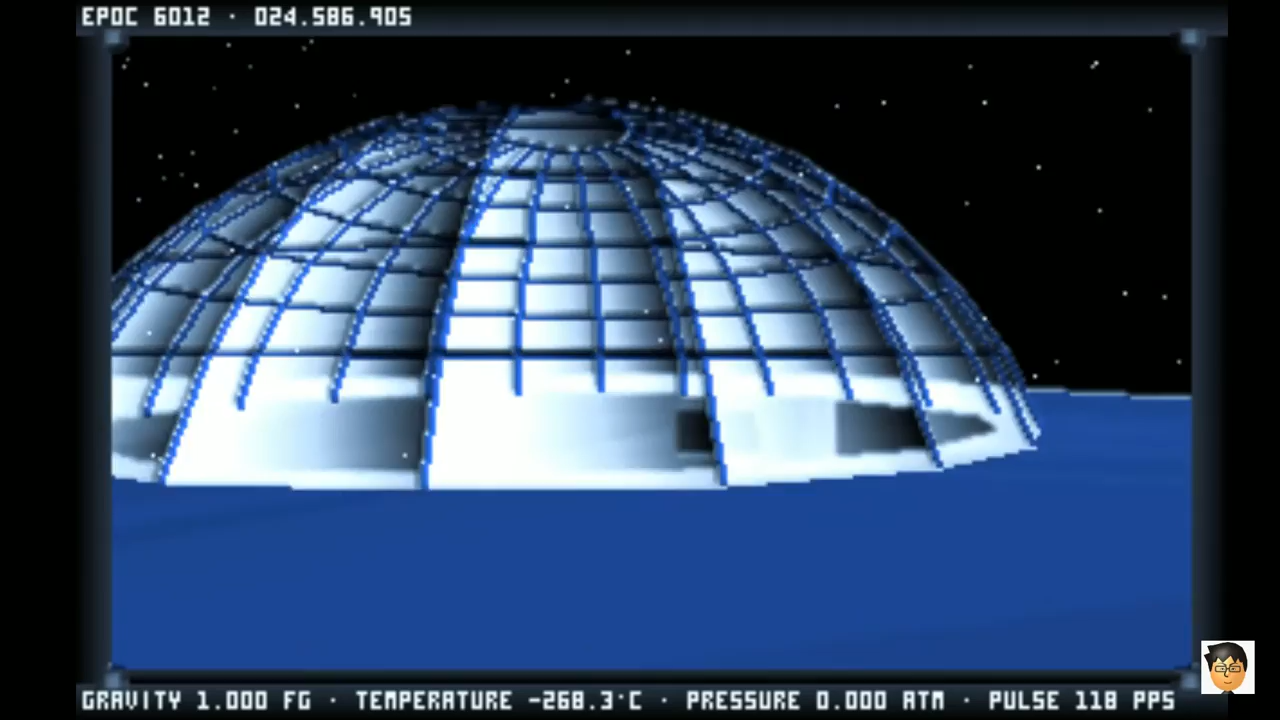 EPOC 6012 · 024.586.905
GRAVITY 1.000 FG · TEMPERATURE -268.3°C · PRESSURE 0.000 ATM · PULSE 118 PPS